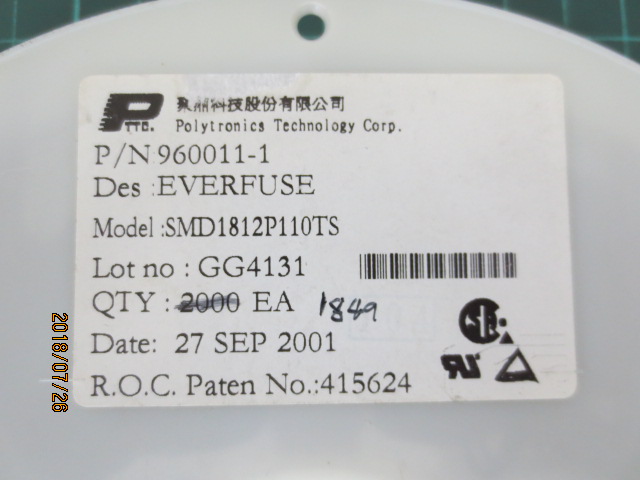 PTTC.
聚鼎科技股份有限公司
Polytronics Technology Corp.
P/N 960011-1
Des :EVERFUSE
Model :SMD1812P110TS
Lot no : GG4131
QTY : 2000 EA 1849
Date: 27 SEP 2001
R.O.C. Paten No.:415624
2018/07/26